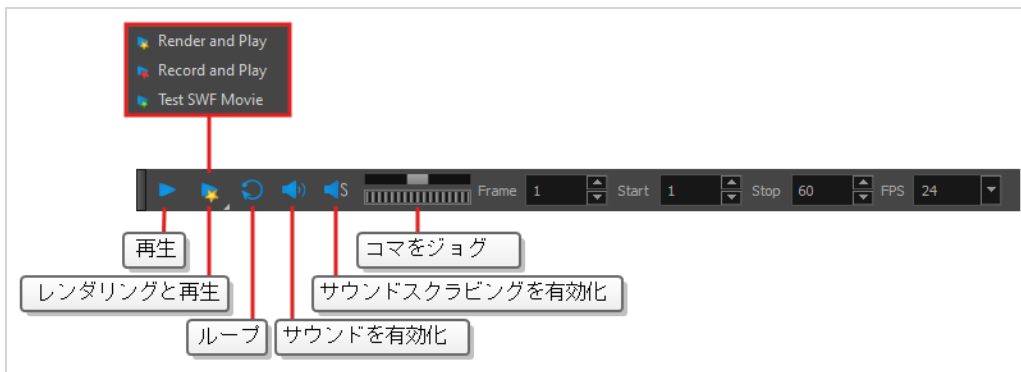 Render and Play
Record and Play
Test SWF Movie
S Frame 1 Start 1 Stop 60 FPS 24
再生
コマをジョグ
レンダリングと再生
サウンドスクラビングを有効化
ループ
サウンドを有効化